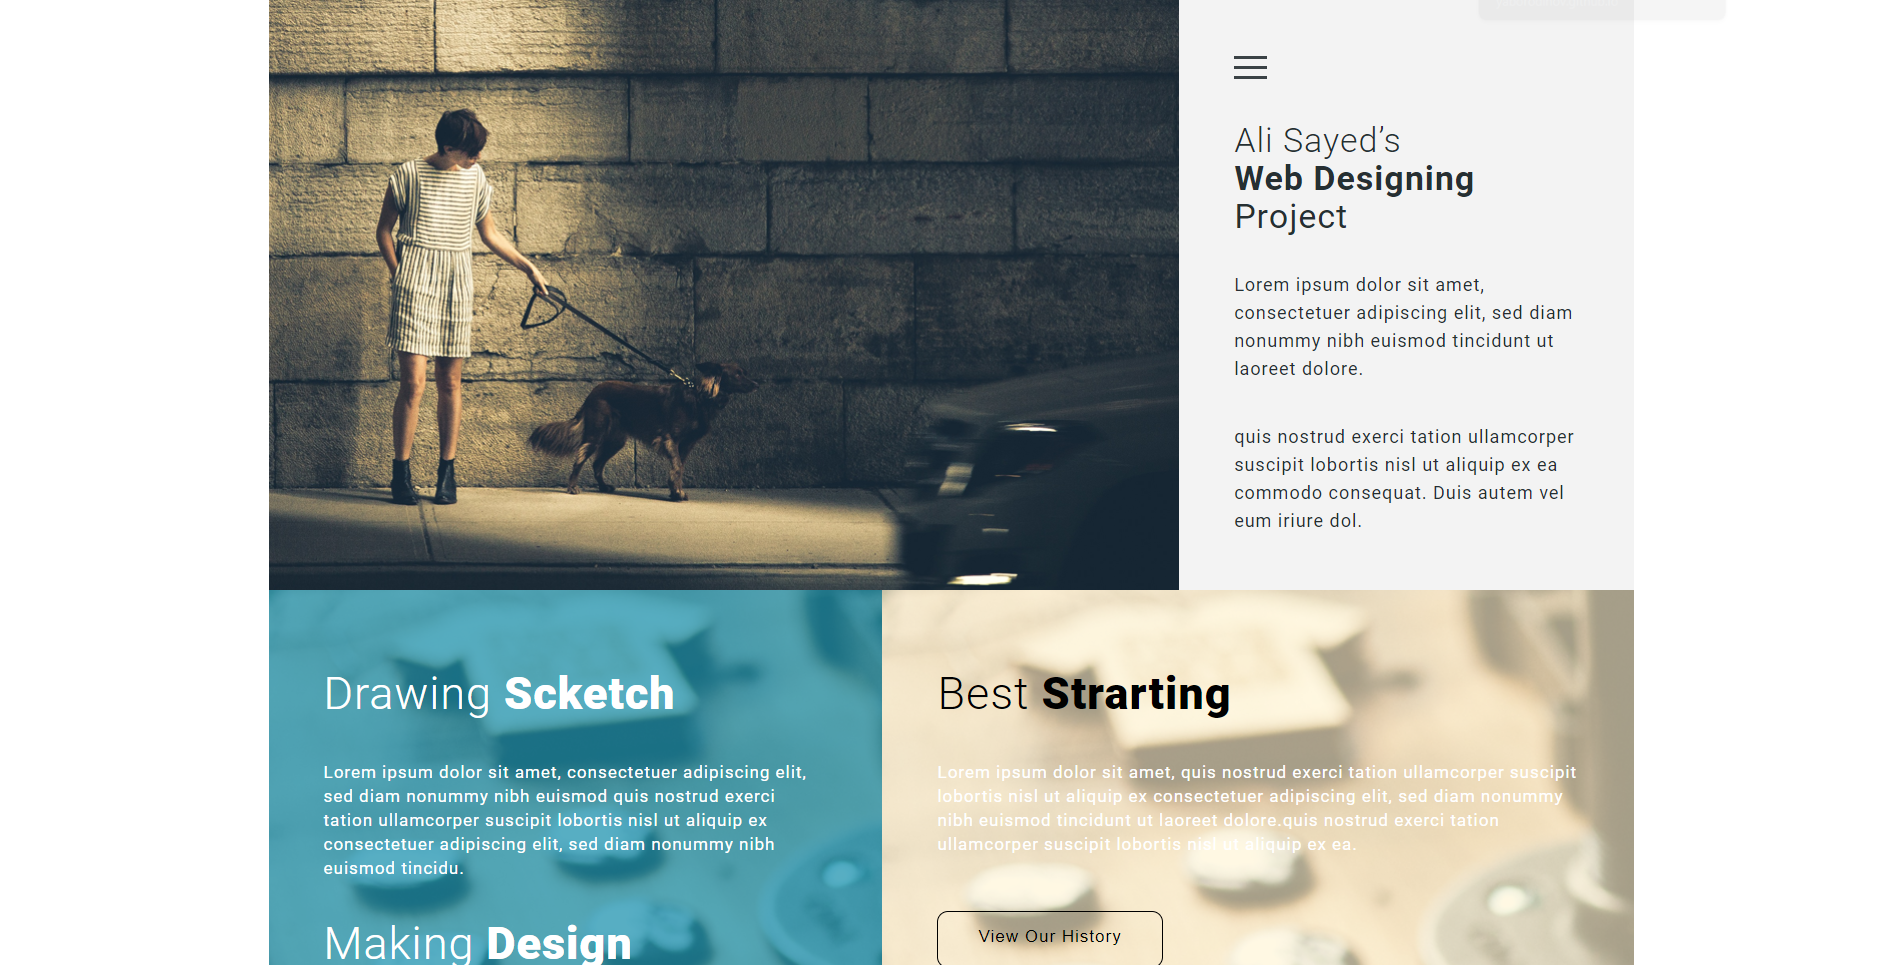 Ali Sayed’s
Web Designing
Project
Lorem ipsum dolor sit amet,
consectetuer adipiscing elit, sed diam
nonummy nibh euismod tincidunt ut
laoreet dolore.
quis nostrud exerci tation ullamcorper
suscipit lobortis nisl ut aliquip ex ea
commodo consequat. Duis autem vel
eum iriure dol.
Drawing Scketch
Lorem ipsum dolor sit amet, consectetuer adipiscing elit,
sed diam nonummy nibh euismod quis nostrud exerci
tation ullamcorper suscipit lobortis nisl ut aliquip ex
consectetuer adipiscing elit, sed diam nonummy nibh
euismod tincidu.
Making Design
Best Strarting
Lorem ipsum dolor sit amet, quis nostrud exerci tation ullamcorper suscipit
lobortis nisl ut aliquip ex consectetuer adipiscing elit, sed diam nonummy
nibh euismod tincidunt ut laoreet dolore.quis nostrud exerci tation
ullamcorper suscipit lobortis nisl ut aliquip ex ea.
View Our History